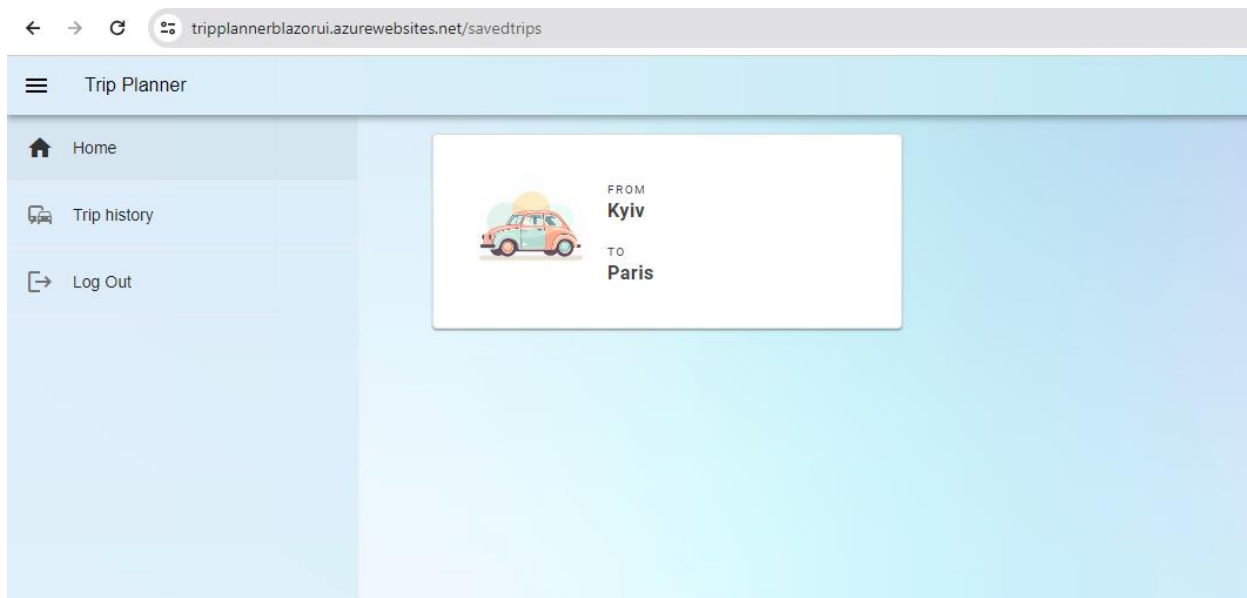 tripplannerblazorui.azurewebsites.net/savedtrips
Trip Planner
Home
Trip history
Log Out
FROM
Kyiv
TO
Paris